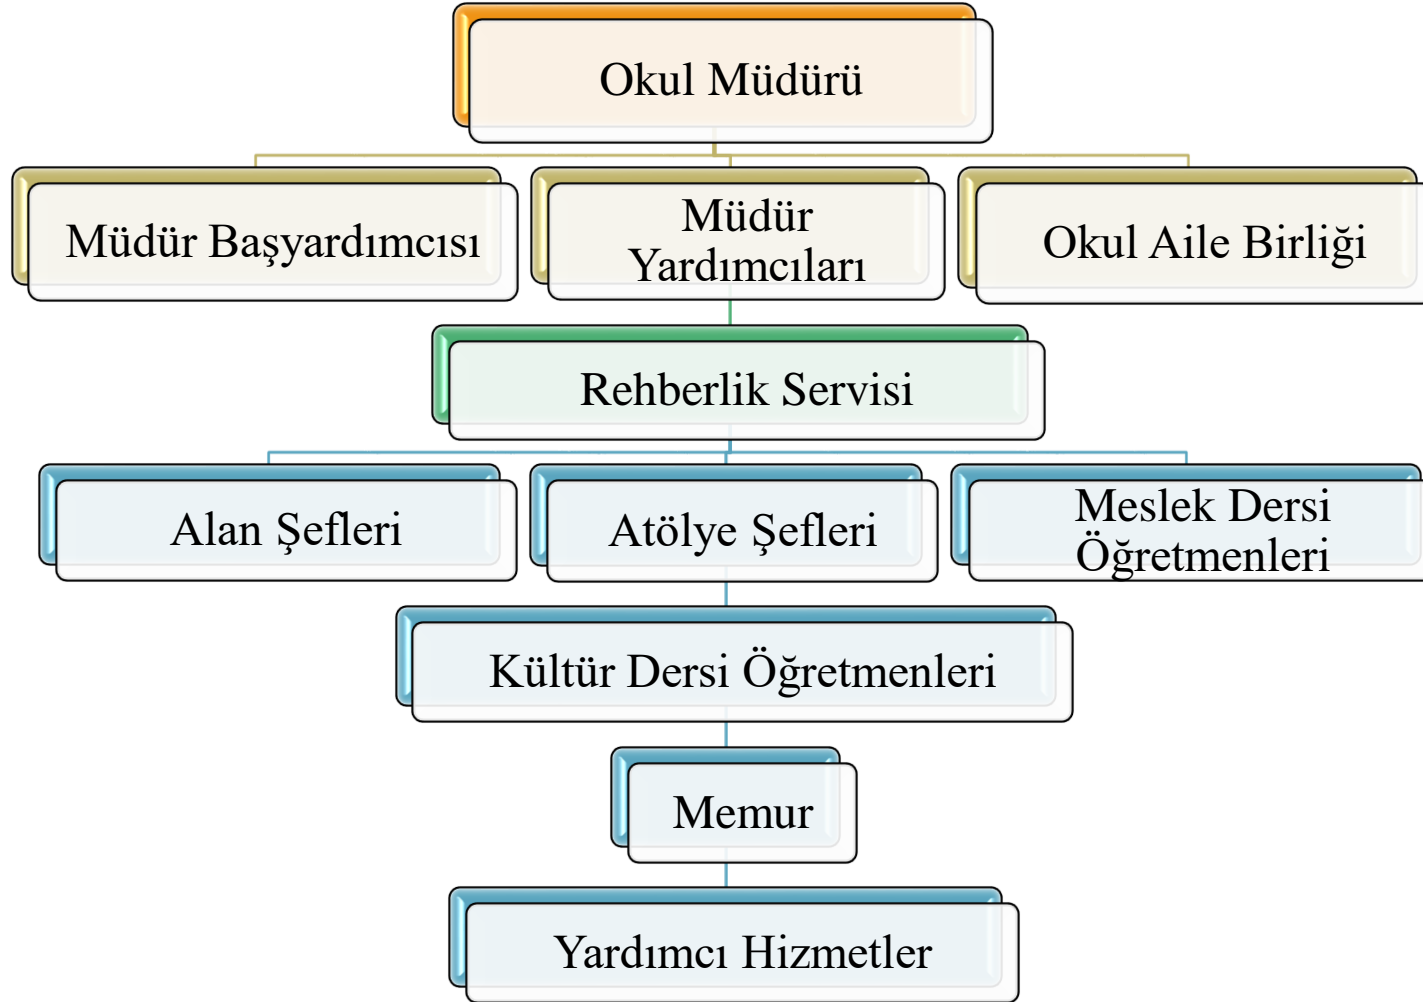 Okul Müdürü
Müdür Başyardımcısı
Müdür
Yardımcıları
Okul Aile Birliği
Rehberlik Servisi
Alan Şefleri
Atölye Şefleri
Meslek Dersi
Öğretmenleri
Kültür Dersi Öğretmenleri
Memur
Yardımcı Hizmetler